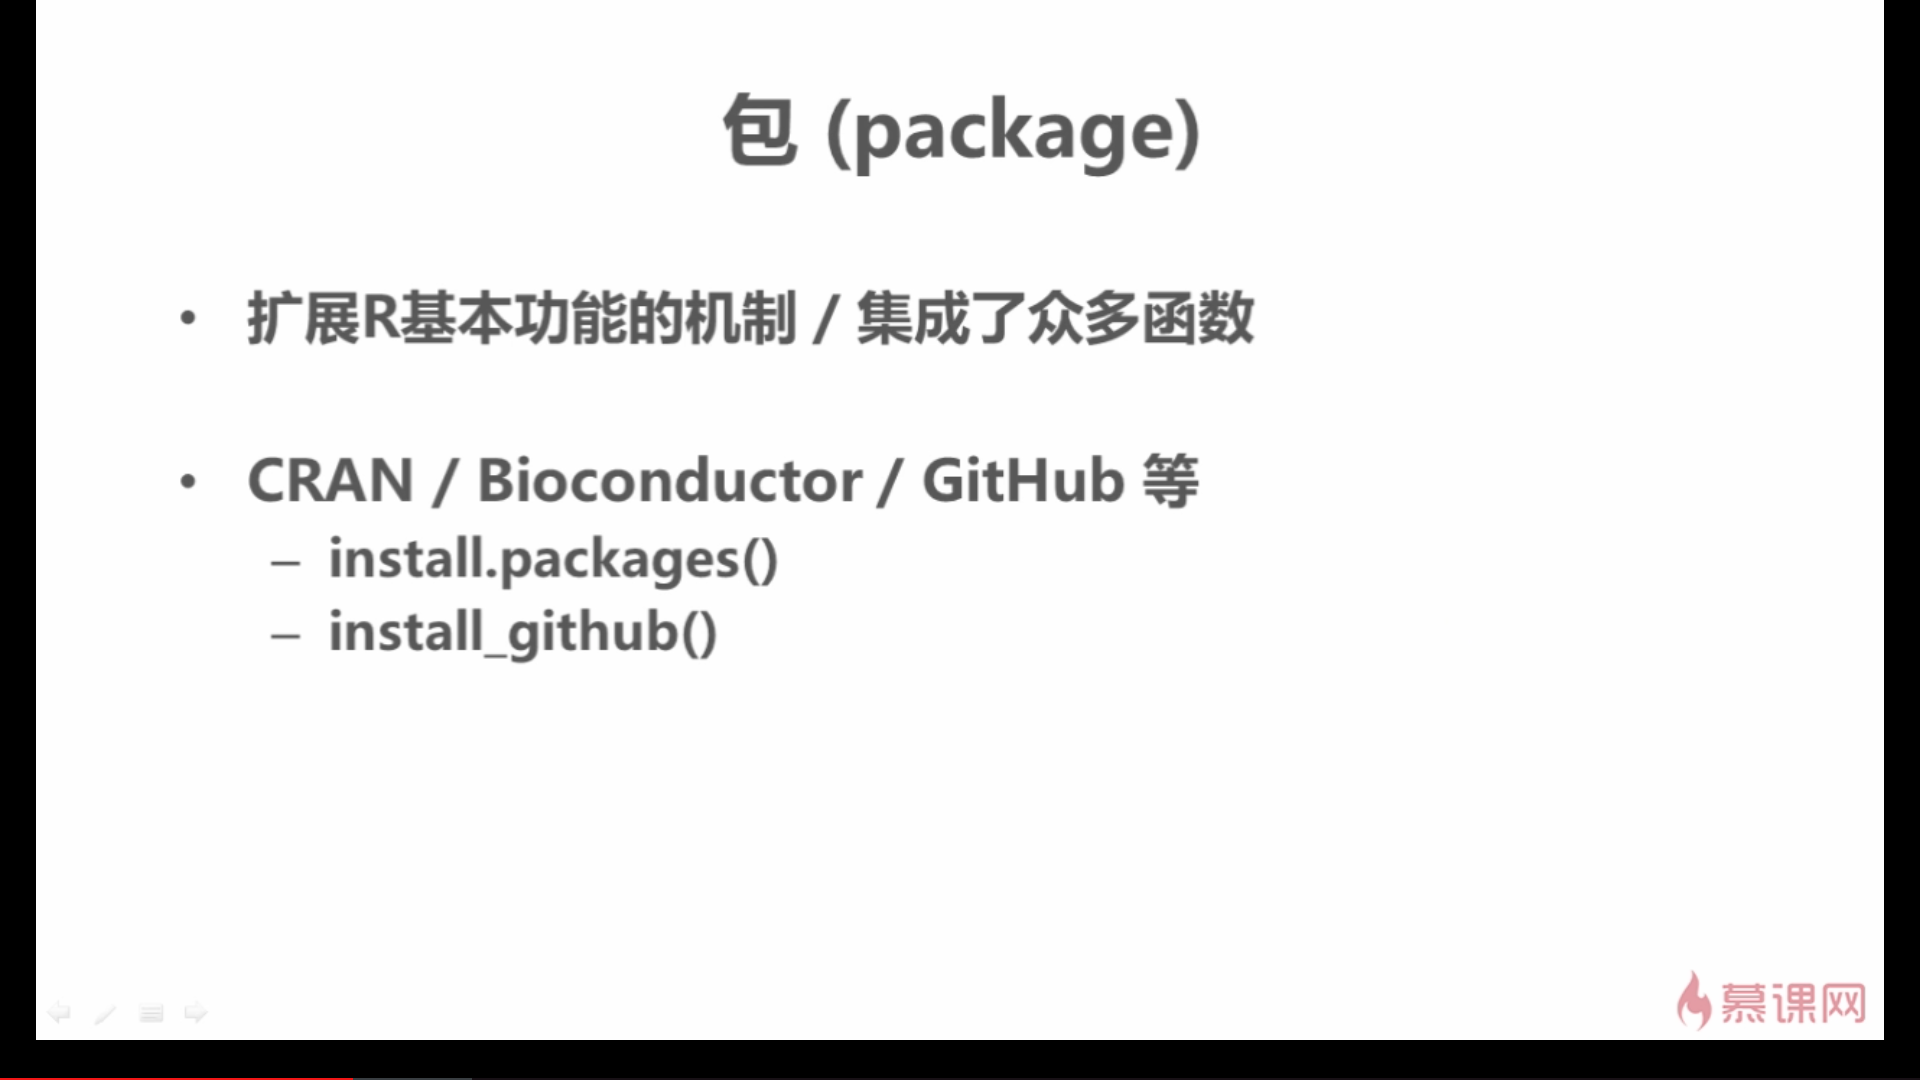 包 (package)
• 扩展R基本功能的机制 / 集成了众多函数
• CRAN / Bioconductor / GitHub 等
– install.packages()
– install_github()
慕课网